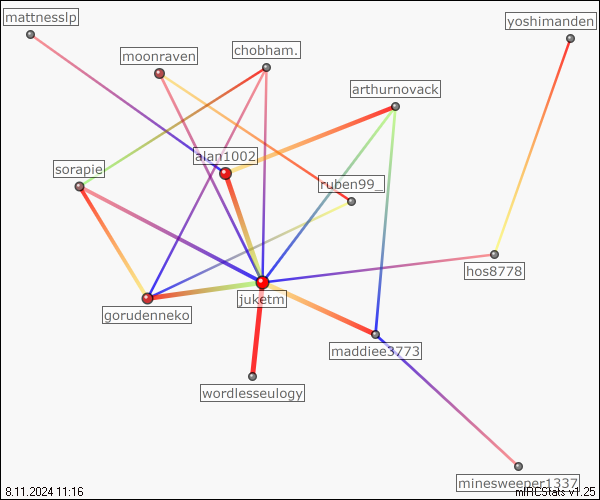 mattnesslp
yoshimanden
chobham.
moonraven
arthurnovack
alan1002
sorapie
ruben99_
hos8778
juketm
gorudenneko
maddiee3773
wordlesseulogy
minesweeper1337
8.11.2024 11:16
mIRCStats v1.25